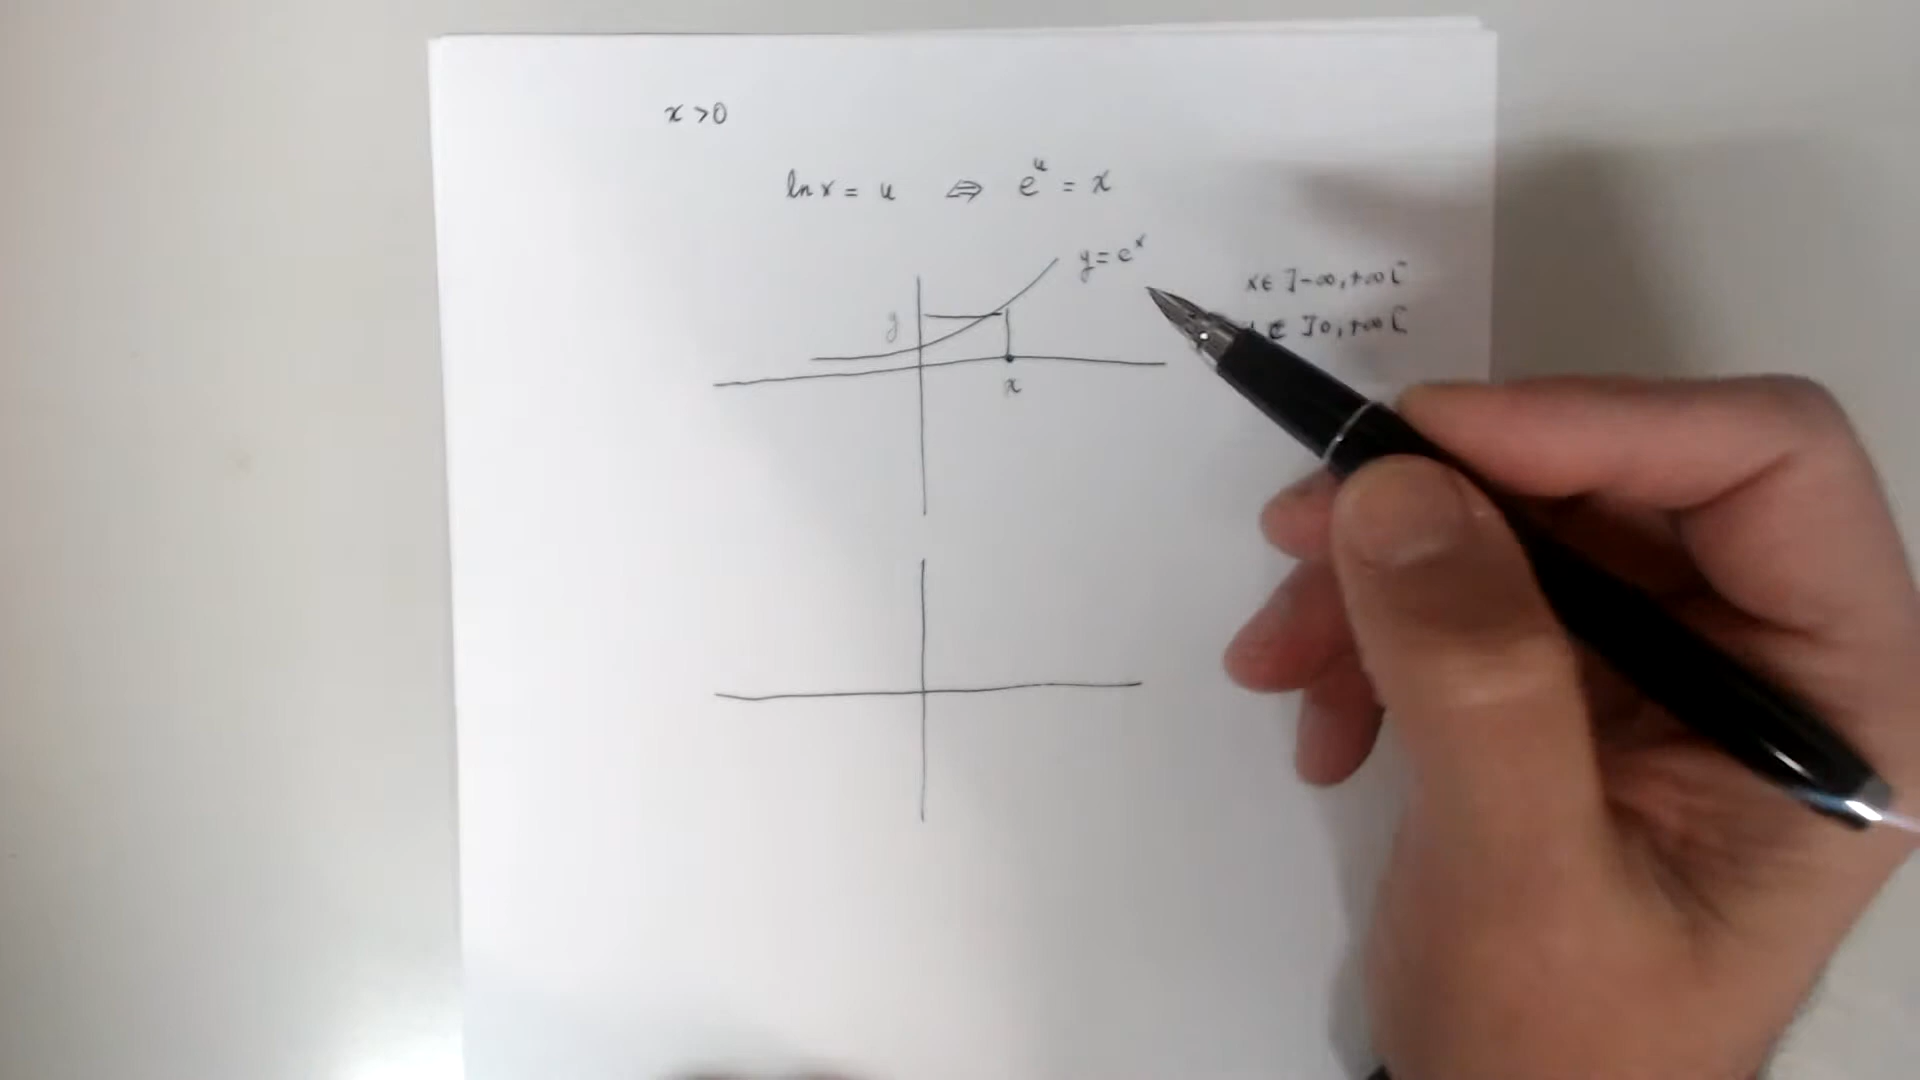 x > 0
ln x = u ⇔ e^u = x
y = e^x
x ∈ ]-∞, +∞[
∈ ]0, +∞[
y
x